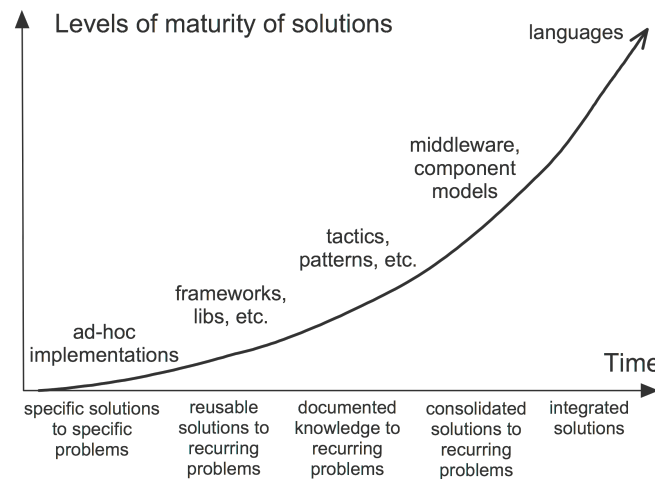 Levels of maturity of solutions
languages
middleware,
component
models
tactics,
patterns, etc.
frameworks,
libs, etc.
ad-hoc
implementations
Time
specific solutions
to specific
problems
reusable
solutions to
recurring
problems
documented
knowledge to
recurring
problems
consolidated
solutions to
recurring
problems
integrated
solutions